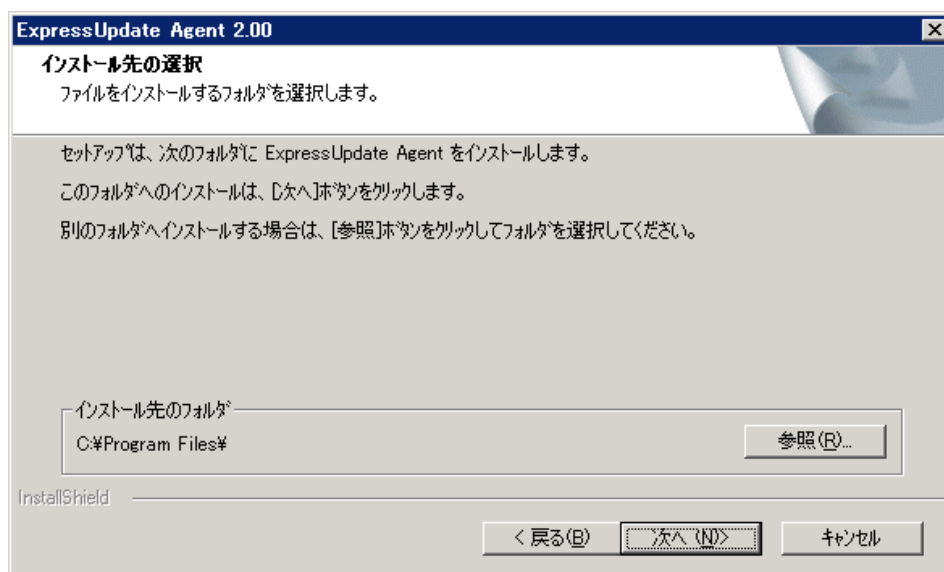 ExpressUpdate Agent 2.00
インストール先の選択
ファイルをインストールするフォルダを選択します。
セットアップは、次のフォルダに ExpressUpdate Agent をインストールします。
このフォルダへのインストールは、[次へ]ボタンをクリックします。
別のフォルダへインストールする場合は、[参照]ボタンをクリックしてフォルダを選択してください。
インストール先のフォルダ
C:¥Program Files¥
参照(R)...
InstallShield
< 戻る(B)
次へ(N)>
キャンセル